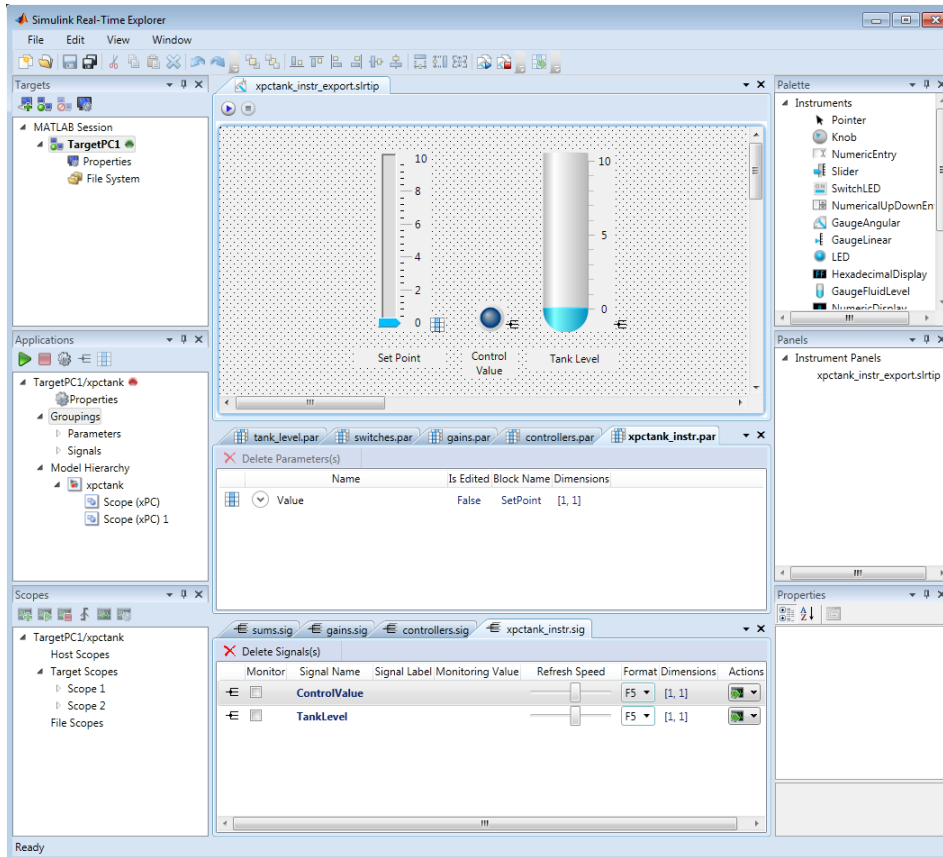 Simulink Real-Time Explorer
File Edit View Window
Targets
MATLAB Session
TargetPC1
Properties
File System
Applications
TargetPC1/xpctank
Properties
Groupings
Parameters
Signals
Model Hierarchy
xpctank
Scope (xPC)
Scope (xPC) 1
Scopes
TargetPC1/xpctank
Host Scopes
Target Scopes
Scope 1
Scope 2
File Scopes
xpctank_instr_export.slrtip
10
8
6
4
2
0
Set Point
Control
Value
10
5
0
Tank Level
tank_level.par switches.par gains.par controllers.par xpctank_instr.par
Delete Parameters(s)
Name Is Edited Block Name Dimensions
Value False SetPoint [1, 1]
sums.sig gains.sig controllers.sig xpctank_instr.sig
Delete Signals(s)
Monitor Signal Name Signal Label Monitoring Value Refresh Speed Format Dimensions Actions
ControlValue F5 [1, 1]
TankLevel F5 [1, 1]
Palette
Instruments
Pointer
Knob
NumericEntry
Slider
SwitchLED
NumericalUpDownEn
GaugeAngular
GaugeLinear
LED
HexadecimalDisplay
GaugeFluidLevel
NumericDisplay
Panels
Instrument Panels
xpctank_instr_export.slrtip
Properties
Ready